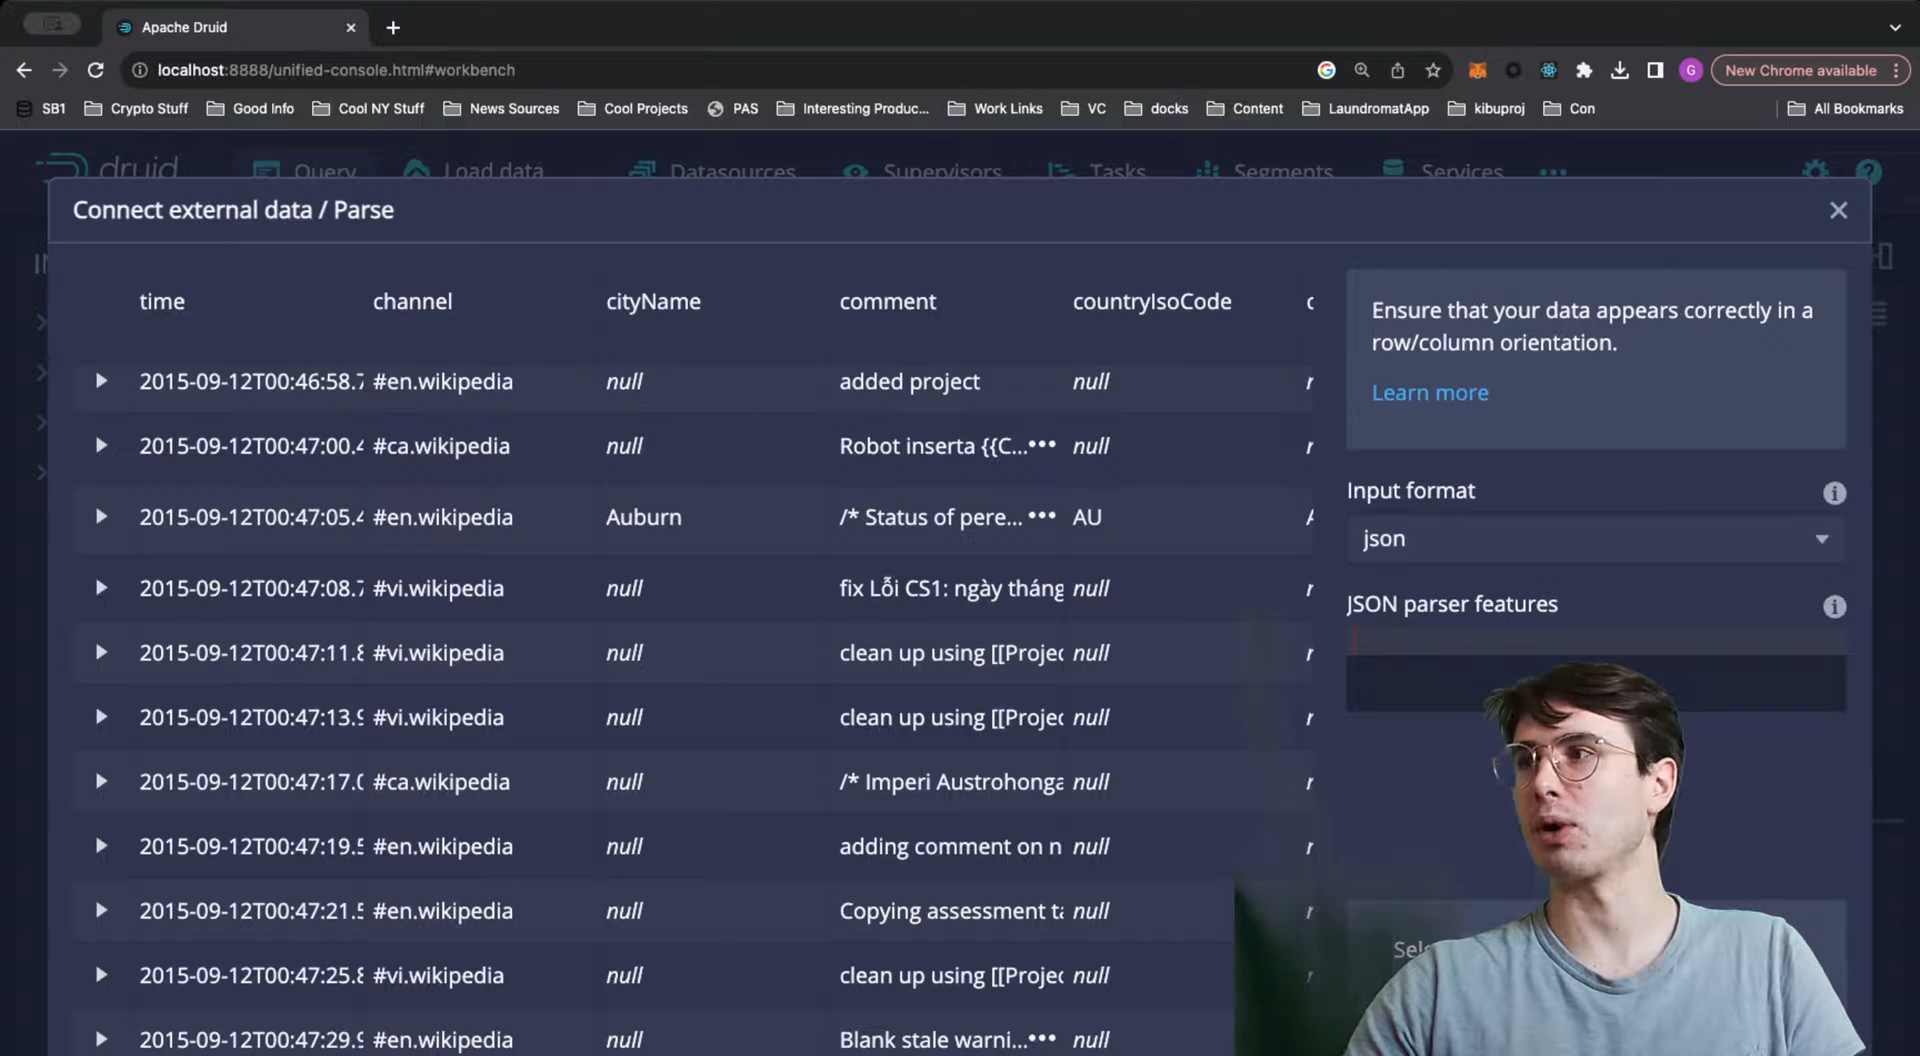 Apache Druid
localhost:8888/unified-console.html#workbench
G
New Chrome available
SB1
Crypto Stuff
Good Info
Cool NY Stuff
News Sources
Cool Projects
PAS
Interesting Produc...
Work Links
VC
docks
Content
LaundromatApp
kibuproj
Con
All Bookmarks
druid
Query
Load data
Datasources
Supervisors
Tasks
Segments
Services
Connect external data / Parse
time channel cityName comment countryIsoCode
2015-09-12T00:46:58.7 #en.wikipedia null added project null
2015-09-12T00:47:00.4 #ca.wikipedia null Robot inserta {{C...••• null
2015-09-12T00:47:05.4 #en.wikipedia Auburn /* Status of pere... ••• AU
2015-09-12T00:47:08.7 #vi.wikipedia null fix Lỗi CS1: ngày tháng null
2015-09-12T00:47:11.8 #vi.wikipedia null clean up using [[Projec null
2015-09-12T00:47:13.9 #vi.wikipedia null clean up using [[Projec null
2015-09-12T00:47:17.0 #ca.wikipedia null /* Imperi Austrohonga null
2015-09-12T00:47:19.5 #en.wikipedia null adding comment on n null
2015-09-12T00:47:21.5 #en.wikipedia null Copying assessment ta null
2015-09-12T00:47:25.8 #vi.wikipedia null clean up using [[Projec null
2015-09-12T00:47:29.9 #en.wikipedia null Blank stale warni...••• null
Ensure that your data appears correctly in a
row/column orientation.
Learn more
Input format
json
JSON parser features